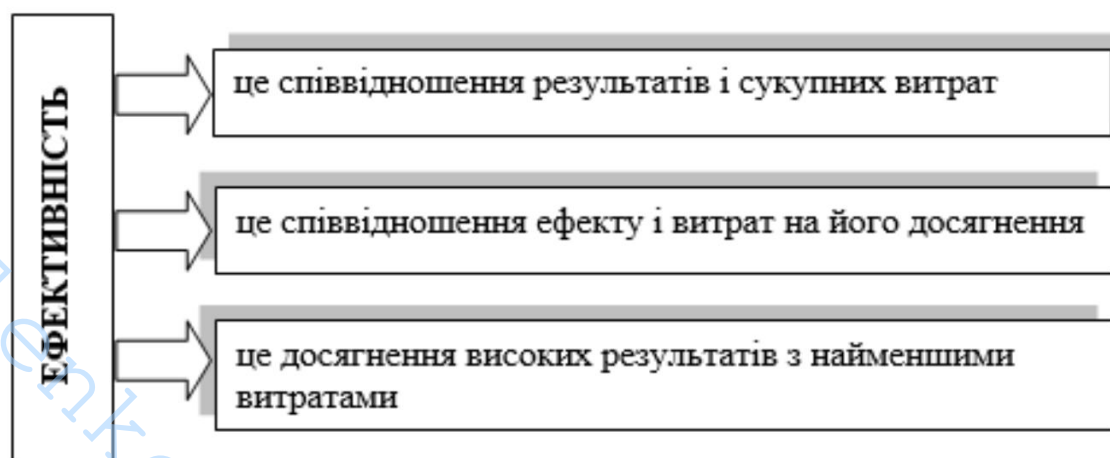 ЕФЕКТИВНІСТЬ
це співвідношення результатів і сукупних витрат
це співвідношення ефекту і витрат на його досягнення
це досягнення високих результатів з найменшими
витратами